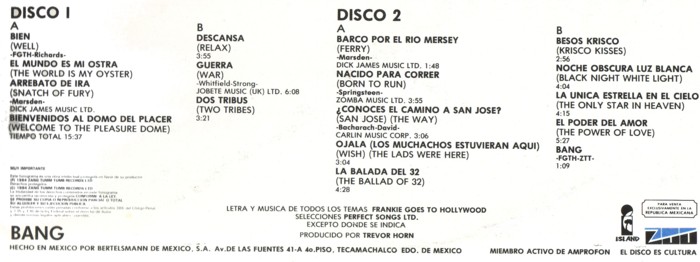 DISCO 1
A
BIEN
(WELL)
-FGTH-Richards-
EL MUNDO ES MI OSTRA
(THE WORLD IS MY OYSTER)
ARREBATO DE IRA
(SNATCH OF FURY)
-Marsden-
DICK JAMES MUSIC LTD.
BIENVENIDOS AL DOMO DEL PLACER
(WELCOME TO THE PLEASURE DOME)
TIEMPO TOTAL 15:37
B
DESCANSA
(RELAX)
3:55
GUERRA
(WAR)
-Whitfield-Strong-
JOBETE MUSIC (UK) LTD. 6:08
DOS TRIBUS
(TWO TRIBES)
3:21
DISCO 2
A
BARCO POR EL RIO MERSEY
(FERRY)
-Marsden-
DICK JAMES MUSIC LTD. 1:48
NACIDO PARA CORRER
(BORN TO RUN)
-Springsteen-
ZOMBA MUSIC LTD. 3:55
¿CONOCES EL CAMINO A SAN JOSE?
(SAN JOSE) (THE WAY)
-Bacharach-David-
CARLIN MUSIC CORP. 3:06
OJALA (LOS MUCHACHOS ESTUVIERAN AQUI)
(WISH) (THE LADS WERE HERE)
LA BALADA DEL 32
(THE BALLAD OF 32)
4:28
B
BESOS KRISCO
(KRISCO KISSES)
2:56
NOCHE OBSCURA LUZ BLANCA
(BLACK NIGHT WHITE LIGHT)
4:04
LA UNICA ESTRELLA EN EL CIELO
(THE ONLY STAR IN HEAVEN)
4:15
EL PODER DEL AMOR
(THE POWER OF LOVE)
5:27
BANG
-FGTH-ZTT-
1:09
LETRA Y MUSICA DE TODOS LOS TEMAS FRANKIE GOES TO HOLLYWOOD
SELECCIONES PERFECT SONGS LTD.
EXCEPTO DONDE SE INDICA
PRODUCIDO POR TREVOR HORN
PARA VENTA
EXCLUSIVAMENTE EN LA
REPUBLICA MEXICANA
ISLAND
ZTT
BANG
HECHO EN MEXICO POR BERTELSMANN DE MEXICO, S.A. Av.DE LAS FUENTES 41-A 4o.PISO, TECAMACHALCO EDO. DE MEXICO
MIEMBRO ACTIVO DE AMPROFON
EL DISCO ES CULTURA